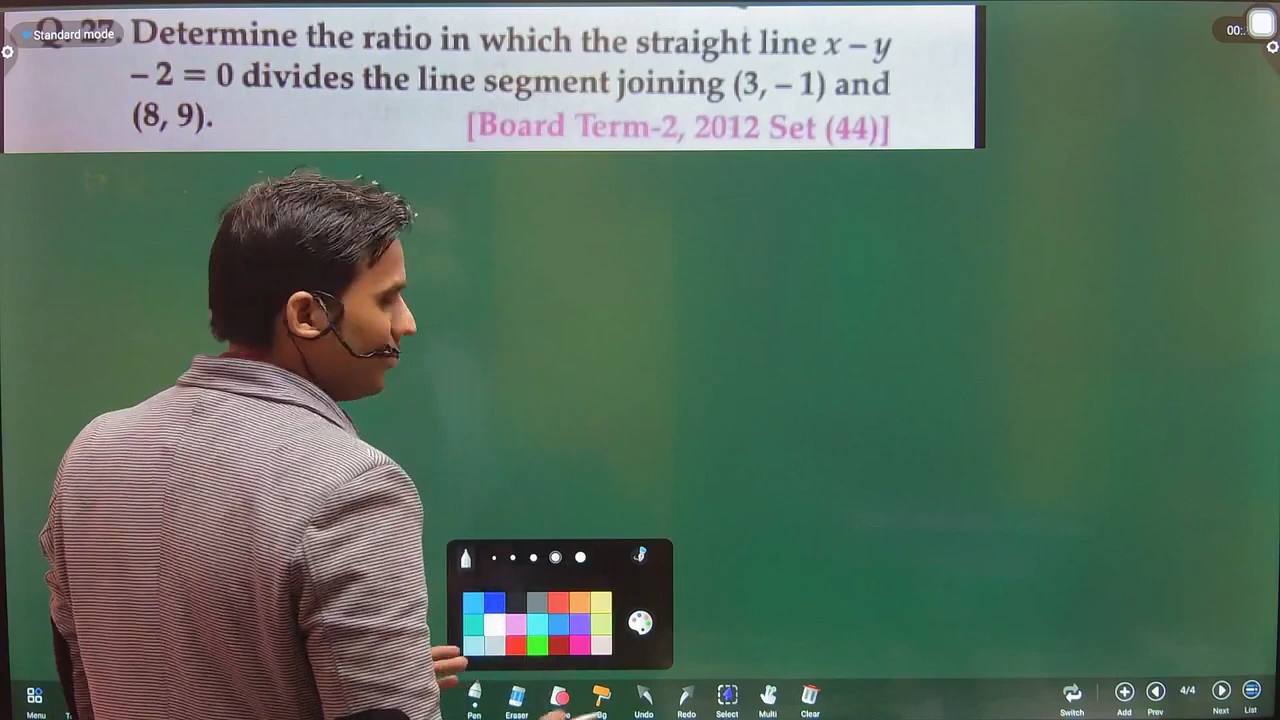 Standard mode
00:
Q. 27. Determine the ratio in which the straight line x – y
– 2 = 0 divides the line segment joining (3, – 1) and
(8, 9).
[Board Term-2, 2012 Set (44)]
Menu
Pen
Eraser
Bg
Undo
Redo
Select
Multi
Clear
Switch
Add
Prev
4/4
Next
List